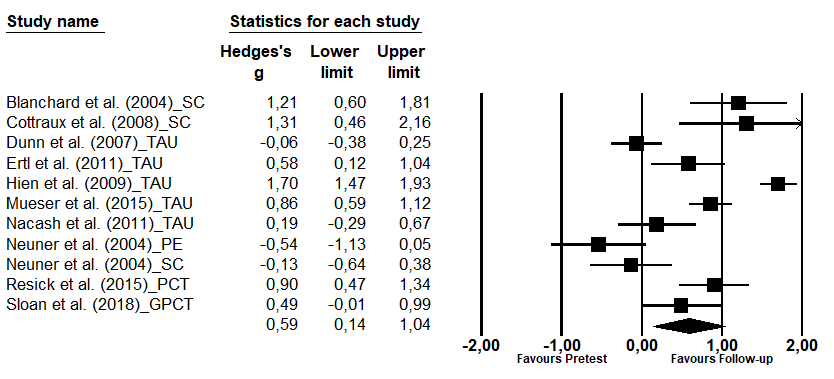 Study name Statistics for each study
Hedges's Lower Upper
g limit limit
Blanchard et al. (2004)_SC 1,21 0,60 1,81
Cottraux et al. (2008)_SC 1,31 0,46 2,16
Dunn et al. (2007)_TAU -0,06 -0,38 0,25
Ertl et al. (2011)_TAU 0,58 0,12 1,04
Hien et al. (2009)_TAU 1,70 1,47 1,93
Mueser et al. (2015)_TAU 0,86 0,59 1,12
Nacash et al. (2011)_TAU 0,19 -0,29 0,67
Neuner et al. (2004)_PE -0,54 -1,13 0,05
Neuner et al. (2004)_SC -0,13 -0,64 0,38
Resick et al. (2015)_PCT 0,90 0,47 1,34
Sloan et al. (2018)_GPCT 0,49 -0,01 0,99
0,59 0,14 1,04
-2,00 -1,00 0,00 1,00 2,00
Favours Pretest Favours Follow-up